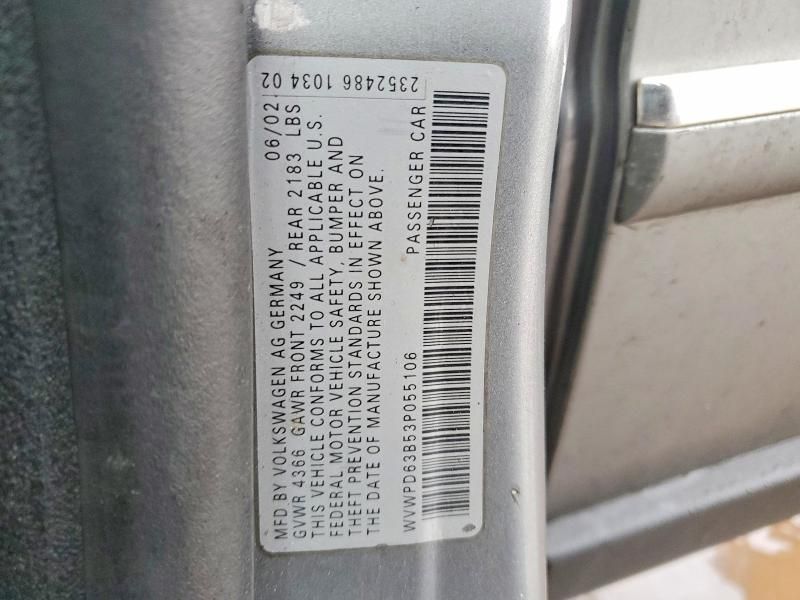 MFD BY VOLKSWAGEN AG GERMANY 06/02
GVWR 4366 GAWR FRONT 2249 / REAR 2183 LBS
THIS VEHICLE CONFORMS TO ALL APPLICABLE U.S.
FEDERAL MOTOR VEHICLE SAFETY, BUMPER AND
THEFT PREVENTION STANDARDS IN EFFECT ON
THE DATE OF MANUFACTURE SHOWN ABOVE.
WVWPD63B53P055106 PASSENGER CAR
2352486 1034 02